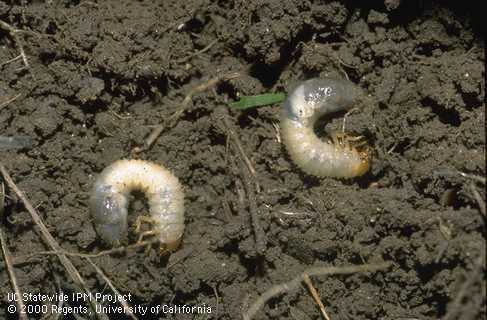 UC Statewide IPM Project
© 2000 Regents, University of California